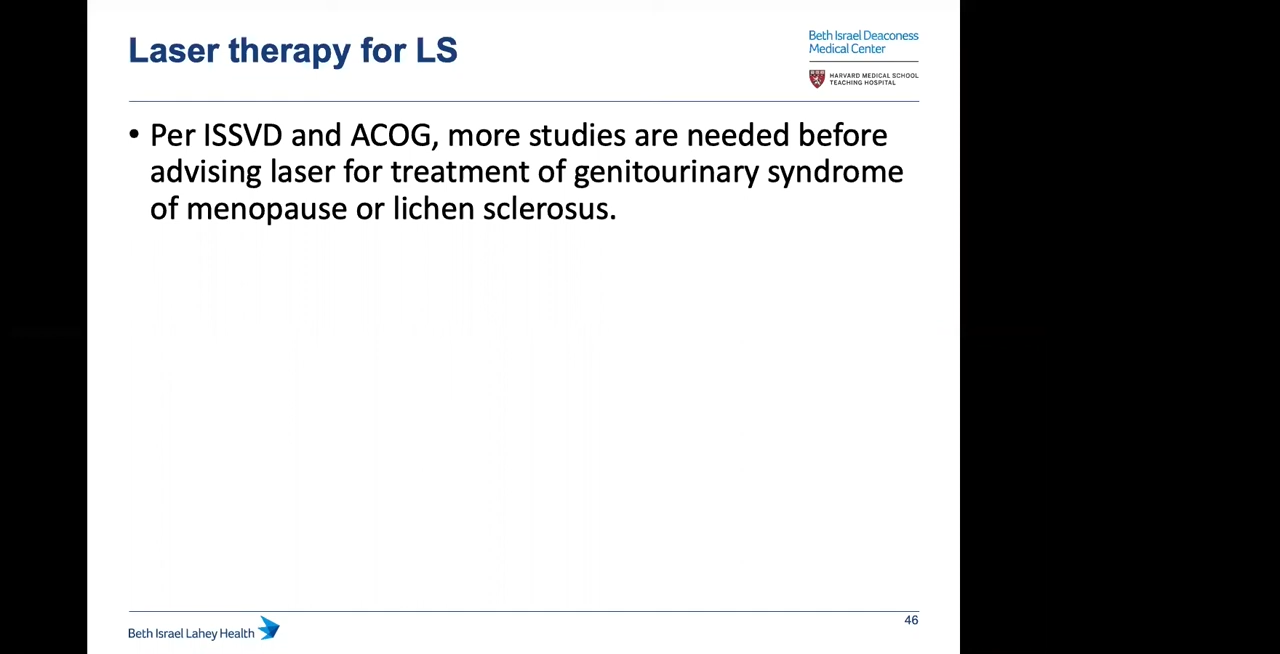 Laser therapy for LS
Beth Israel Deaconess
Medical Center
HARVARD MEDICAL SCHOOL
TEACHING HOSPITAL
• Per ISSVD and ACOG, more studies are needed before
advising laser for treatment of genitourinary syndrome
of menopause or lichen sclerosus.
Beth Israel Lahey Health
46